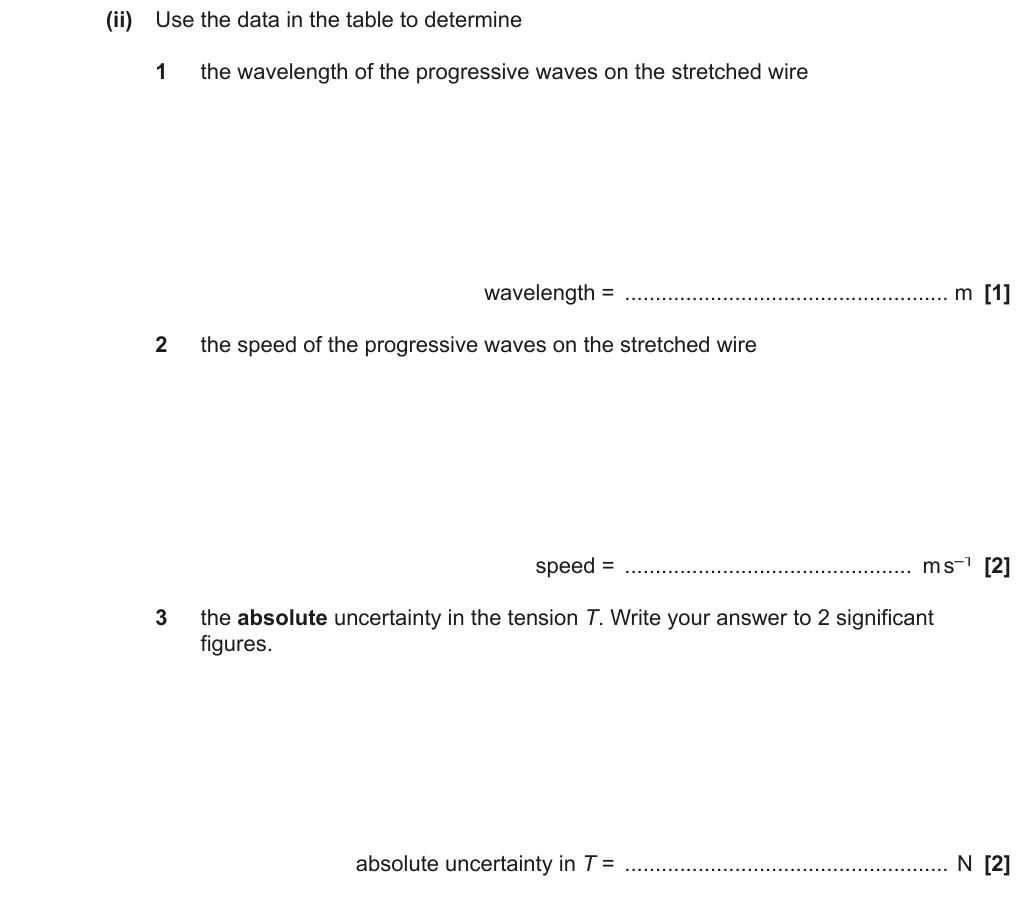 (ii) Use the data in the table to determine
1 the wavelength of the progressive waves on the stretched wire
wavelength = ..................................................... m [1]
2 the speed of the progressive waves on the stretched wire
speed = ............................................... m s⁻¹ [2]
3 the absolute uncertainty in the tension T. Write your answer to 2 significant
figures.
absolute uncertainty in T = ..................................................... N [2]